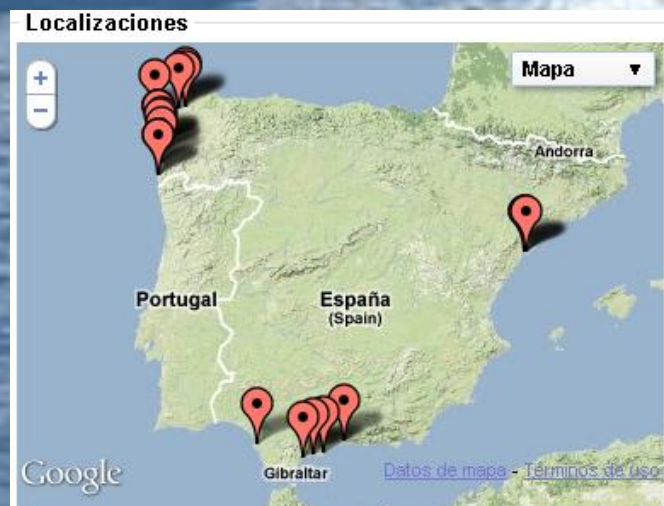 Localizaciones
+
Mapa ▼
−
Andorra
Portugal
España
(Spain)
Google
Gibraltar
Datos de mapa - Términos de uso